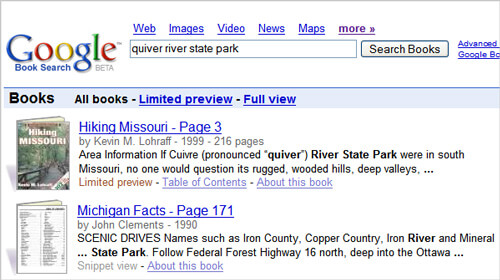 Web Images Video News Maps more »
Google™
Book Search BETA
quiver river state park
Search Books
Advanced
Google Bo
Books All books - Limited preview - Full view
Hiking MISSOURI
Kevin M. Lohraff
Hiking Missouri - Page 3
by Kevin M. Lohraff - 1999 - 216 pages
Area Information If Cuivre (pronounced “quiver”) River State Park were in south
Missouri, no one would question its rugged, wooded hills, deep valleys, ...
Limited preview - Table of Contents - About this book
Michigan Facts - Page 171
by John Clements - 1990
SCENIC DRIVES Names such as Iron County, Copper Country, Iron River and Mineral
... State Park. Follow Federal Forest Highway 16 north, deep into the Ottawa ...
Snippet view - About this book